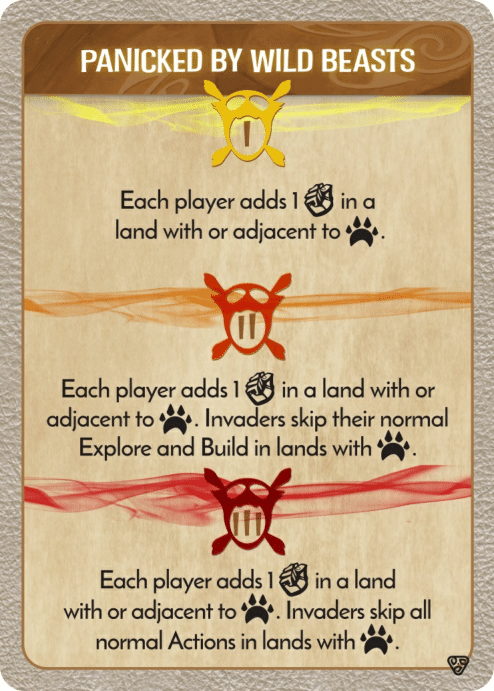 PANICKED BY WILD BEASTS
I
Each player adds 1 in a
land with or adjacent to .
II
Each player adds 1 in a land with or
adjacent to . Invaders skip their normal
Explore and Build in lands with .
III
Each player adds 1 in a land
with or adjacent to . Invaders skip all
normal Actions in lands with .